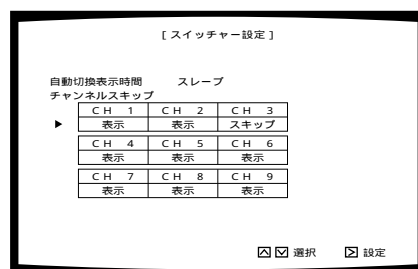 [スイッチャー設定]
自動切換表示時間 スレーブ
チャンネルスキップ
CH 1 CH 2 CH 3
▶ 表示 表示 スキップ
CH 4 CH 5 CH 6
表示 表示 表示
CH 7 CH 8 CH 9
表示 表示 表示
選択 設定